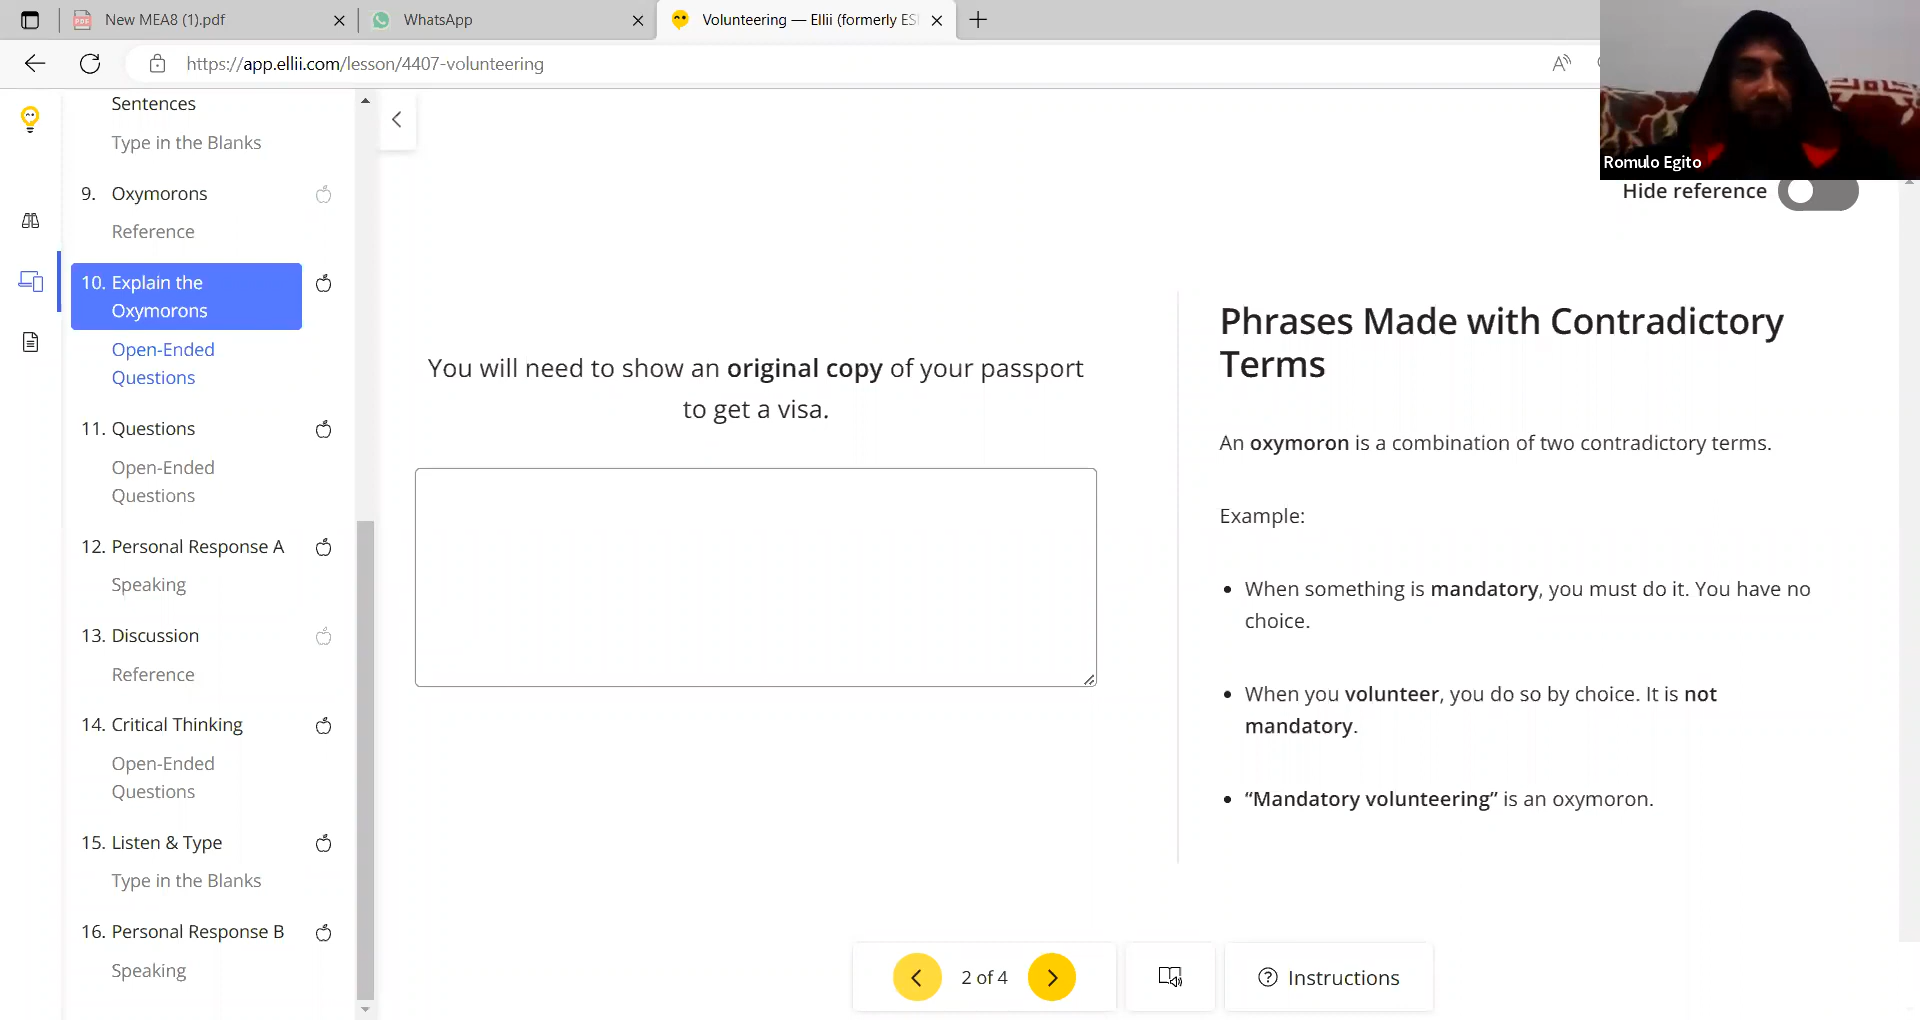 New MEA8 (1).pdf
WhatsApp
Volunteering — Ellii (formerly ES
https://app.ellii.com/lesson/4407-volunteering
Romulo Egito
Hide reference
Sentences
Type in the Blanks
9. Oxymorons
Reference
10. Explain the
Oxymorons
Open-Ended
Questions
11. Questions
Open-Ended
Questions
12. Personal Response A
Speaking
13. Discussion
Reference
14. Critical Thinking
Open-Ended
Questions
15. Listen & Type
Type in the Blanks
16. Personal Response B
Speaking
You will need to show an original copy of your passport
to get a visa.
Phrases Made with Contradictory
Terms
An oxymoron is a combination of two contradictory terms.
Example:
• When something is mandatory, you must do it. You have no
choice.
• When you volunteer, you do so by choice. It is not
mandatory.
• “Mandatory volunteering” is an oxymoron.
2 of 4
Instructions